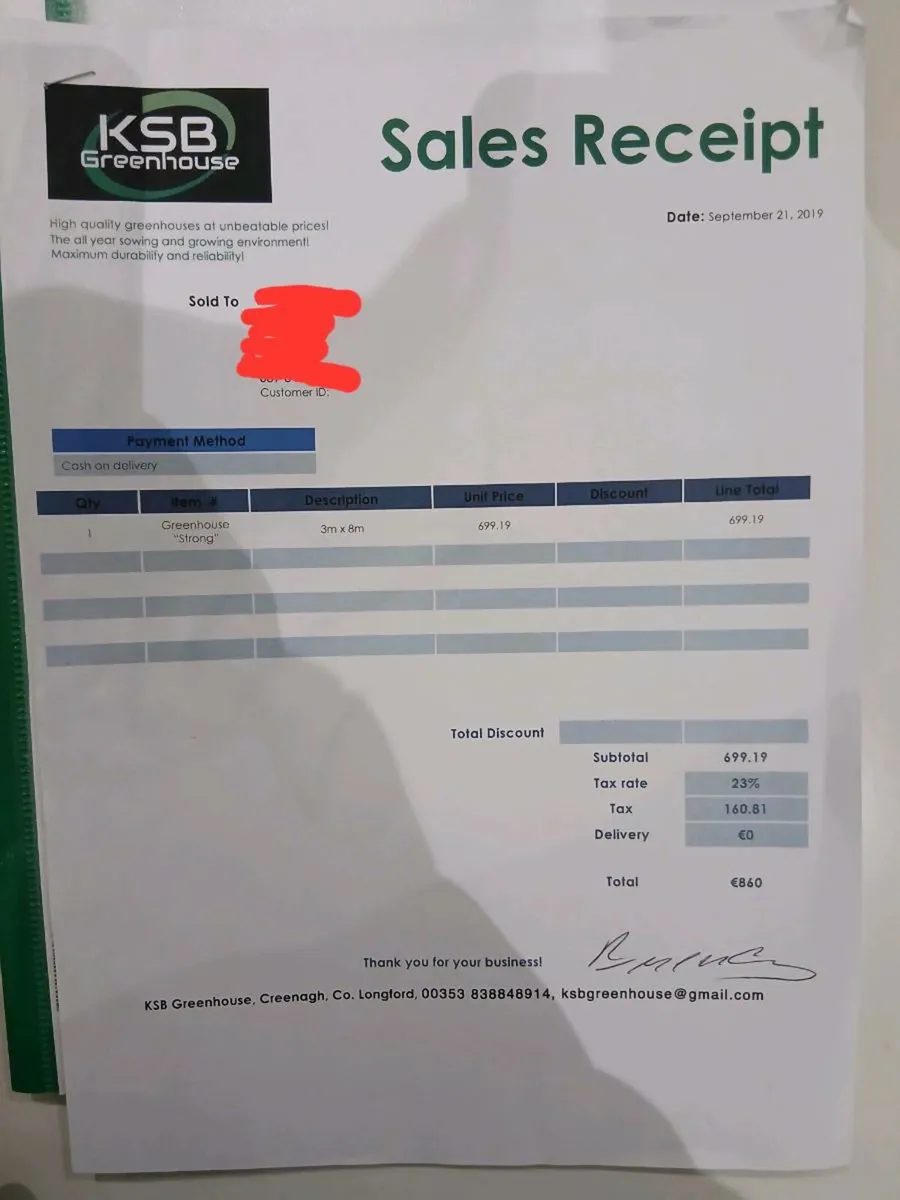 KSB
Greenhouse
Sales Receipt
High quality greenhouses at unbeatable prices!
The all year sowing and growing environment!
Maximum durability and reliability!
Date: September 21, 2019
Sold To
Customer ID:
Payment Method
Cash on delivery
Qty Item # Description Unit Price Discount Line Total
1 Greenhouse "Strong" 3m x 8m 699.19 699.19
Total Discount
Subtotal 699.19
Tax rate 23%
Tax 160.81
Delivery €0
Total €860
Thank you for your business!
KSB Greenhouse, Creenagh, Co. Longford, 00353 838848914, ksbgreenhouse@gmail.com